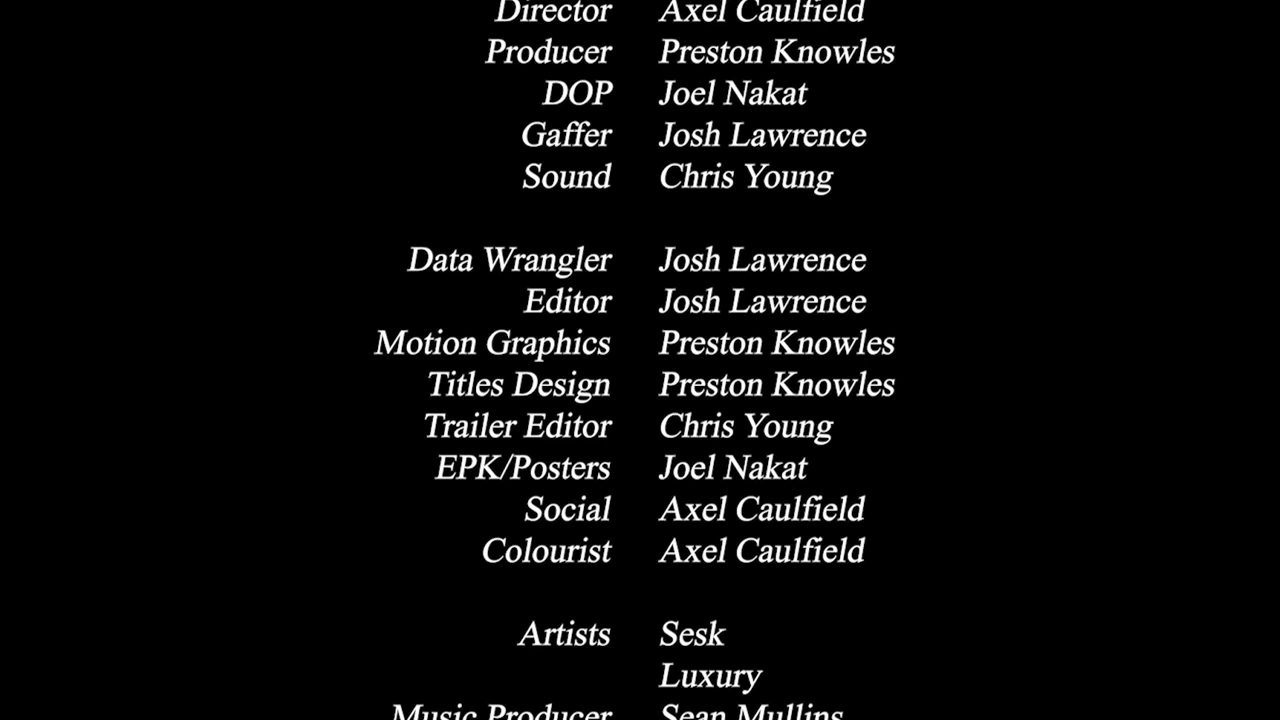 Director Axel Caulfield
Producer Preston Knowles
DOP Joel Nakat
Gaffer Josh Lawrence
Sound Chris Young
Data Wrangler Josh Lawrence
Editor Josh Lawrence
Motion Graphics Preston Knowles
Titles Design Preston Knowles
Trailer Editor Chris Young
EPK/Posters Joel Nakat
Social Axel Caulfield
Colourist Axel Caulfield
Artists Sesk
Luxury
Music Producer Sean Mullins